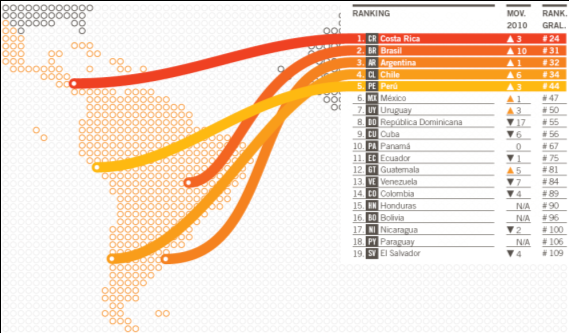 RANKING MOV. 2010 RANK. GRAL.
1. CR Costa Rica ▲ 3 # 24
2. BR Brasil ▲ 10 # 31
3. AR Argentina ▲ 1 # 32
4. CL Chile ▲ 6 # 34
5. PE Perú ▲ 3 # 44
6. MX México ▲ 1 # 47
7. UY Uruguay ▲ 3 # 50
8. DO República Dominicana ▼ 17 # 55
9. CU Cuba ▼ 6 # 56
10. PA Panamá 0 # 67
11. EC Ecuador ▼ 1 # 75
12. GT Guatemala ▲ 5 # 81
13. VE Venezuela ▼ 7 # 84
14. CO Colombia ▼ 4 # 89
15. HN Honduras N/A # 90
16. BO Bolivia N/A # 96
17. NI Nicaragua ▼ 2 # 100
18. PY Paraguay N/A # 106
19. SV El Salvador ▼ 4 # 109